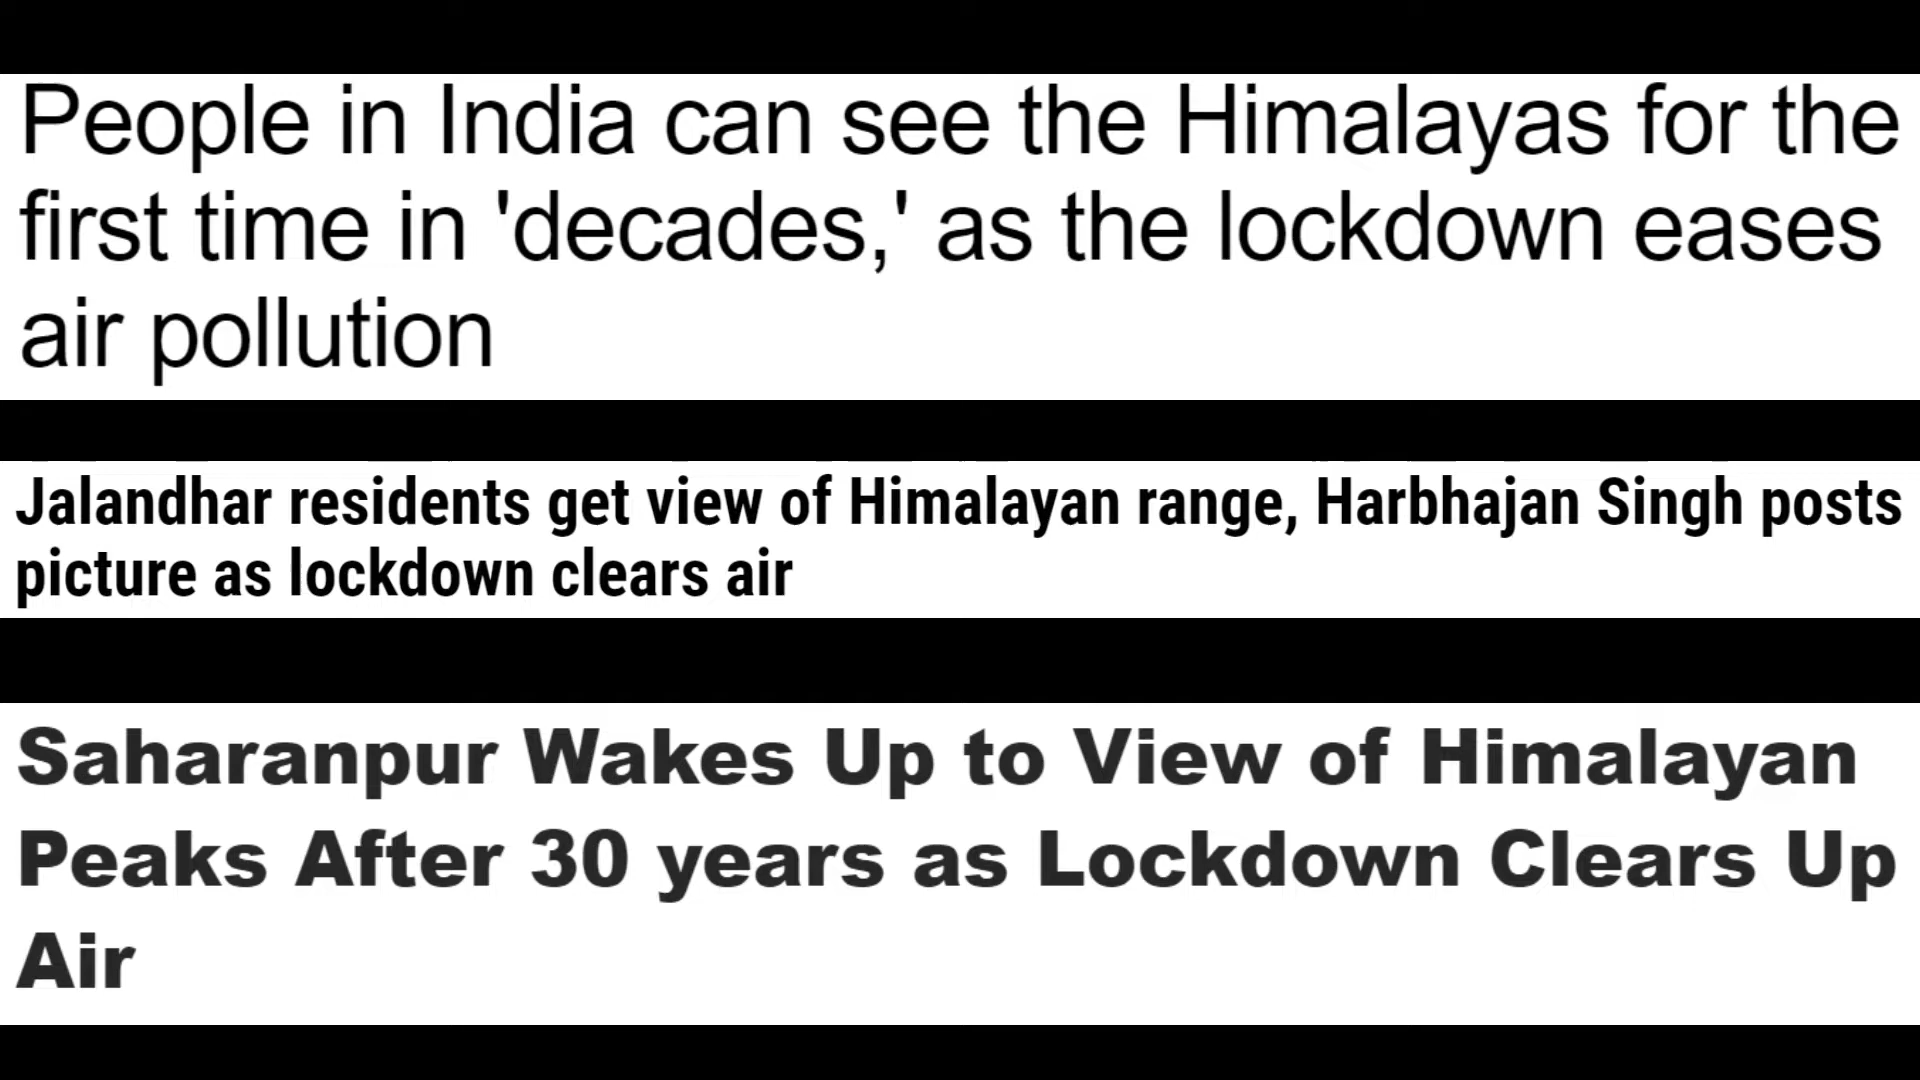 People in India can see the Himalayas for the
first time in 'decades,' as the lockdown eases
air pollution
Jalandhar residents get view of Himalayan range, Harbhajan Singh posts
picture as lockdown clears air
Saharanpur Wakes Up to View of Himalayan
Peaks After 30 years as Lockdown Clears Up
Air